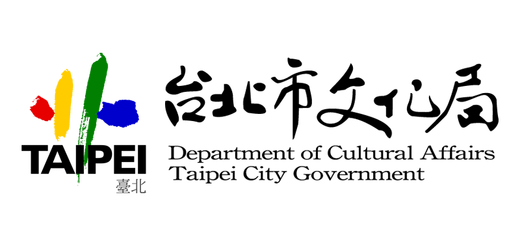 TAIPEI
臺北
台北市文化局
Department of Cultural Affairs
Taipei City Government